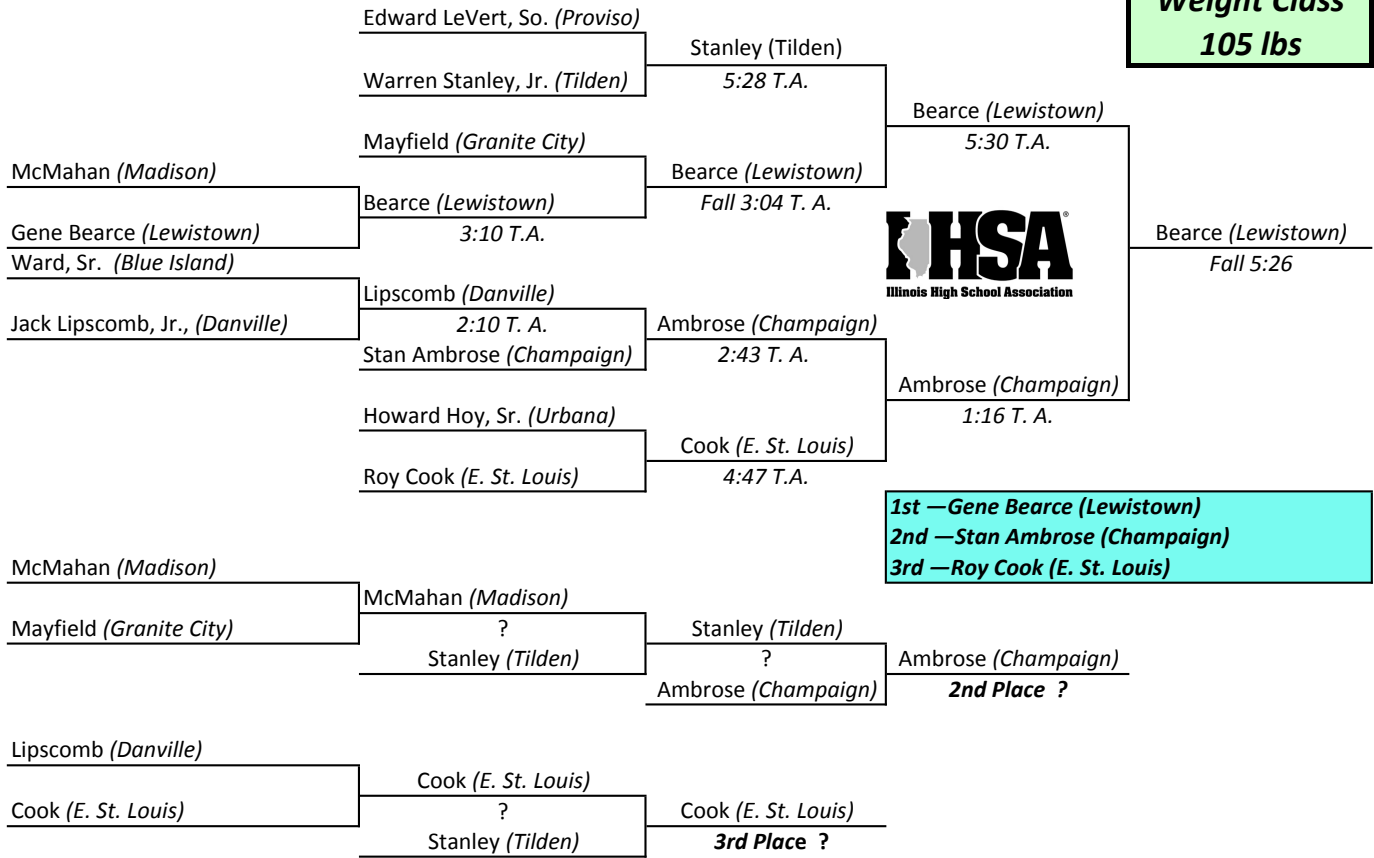 Weight Class
105 lbs
Edward LeVert, So. (Proviso)
Stanley (Tilden)
Warren Stanley, Jr. (Tilden)
5:28 T.A.
Bearce (Lewistown)
5:30 T.A.
Mayfield (Granite City)
McMahan (Madison)
Bearce (Lewistown)
Bearce (Lewistown)
Fall 3:04 T. A.
Gene Bearce (Lewistown)
3:10 T.A.
Bearce (Lewistown)
Fall 5:26
Ward, Sr. (Blue Island)
IHSA®
Illinois High School Association
Lipscomb (Danville)
Jack Lipscomb, Jr., (Danville)
2:10 T. A.
Ambrose (Champaign)
Stan Ambrose (Champaign)
2:43 T. A.
Ambrose (Champaign)
1:16 T. A.
Howard Hoy, Sr. (Urbana)
Cook (E. St. Louis)
Roy Cook (E. St. Louis)
4:47 T.A.
1st —Gene Bearce (Lewistown)
2nd —Stan Ambrose (Champaign)
3rd —Roy Cook (E. St. Louis)
McMahan (Madison)
McMahan (Madison)
Mayfield (Granite City)
?
Stanley (Tilden)
Stanley (Tilden)
?
Ambrose (Champaign)
Ambrose (Champaign)
2nd Place ?
Lipscomb (Danville)
Cook (E. St. Louis)
Cook (E. St. Louis)
?
Cook (E. St. Louis)
Stanley (Tilden)
3rd Place ?